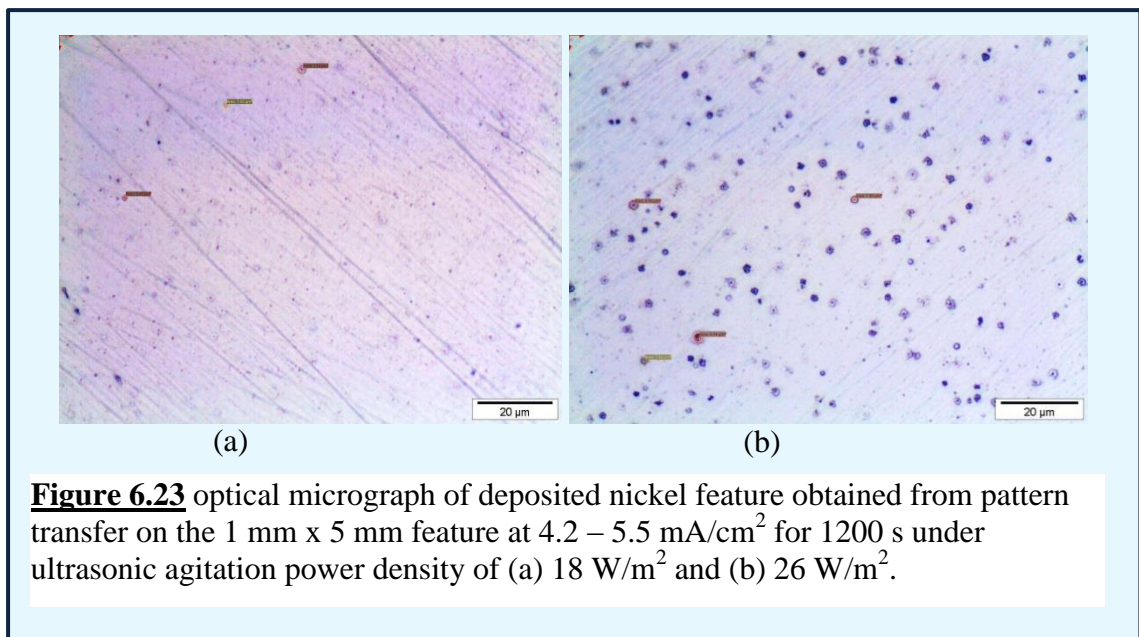 20 µm
20 µm
(a)
(b)
Figure 6.23 optical micrograph of deposited nickel feature obtained from pattern
transfer on the 1 mm x 5 mm feature at 4.2 – 5.5 mA/cm² for 1200 s under
ultrasonic agitation power density of (a) 18 W/m² and (b) 26 W/m².